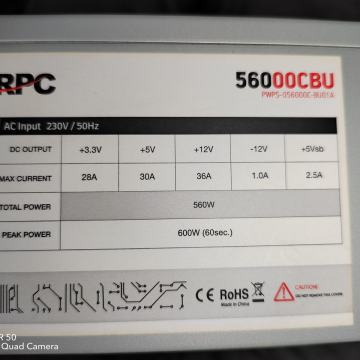 RPC
56000CBU
PWPS-056000C-BU01A
AC Input 230V / 50Hz
DC OUTPUT +3.3V +5V +12V -12V +5Vsb
MAX CURRENT 28A 30A 36A 1.0A 2.5A
TOTAL POWER 560W
PEAK POWER 600W (60sec.)
CE RoHS
Made in China
CAUTION!
R 50
Quad Camera